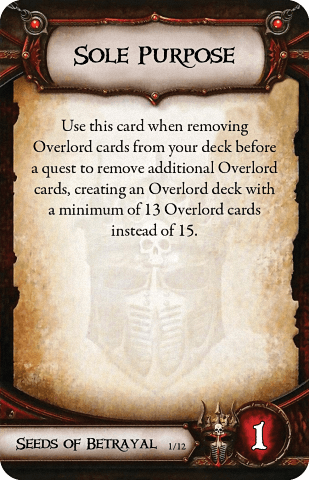 Sole Purpose
Use this card when removing
Overlord cards from your deck before
a quest to remove additional Overlord
cards, creating an Overlord deck with
a minimum of 13 Overlord cards
instead of 15.
Seeds of Betrayal 1/12
1